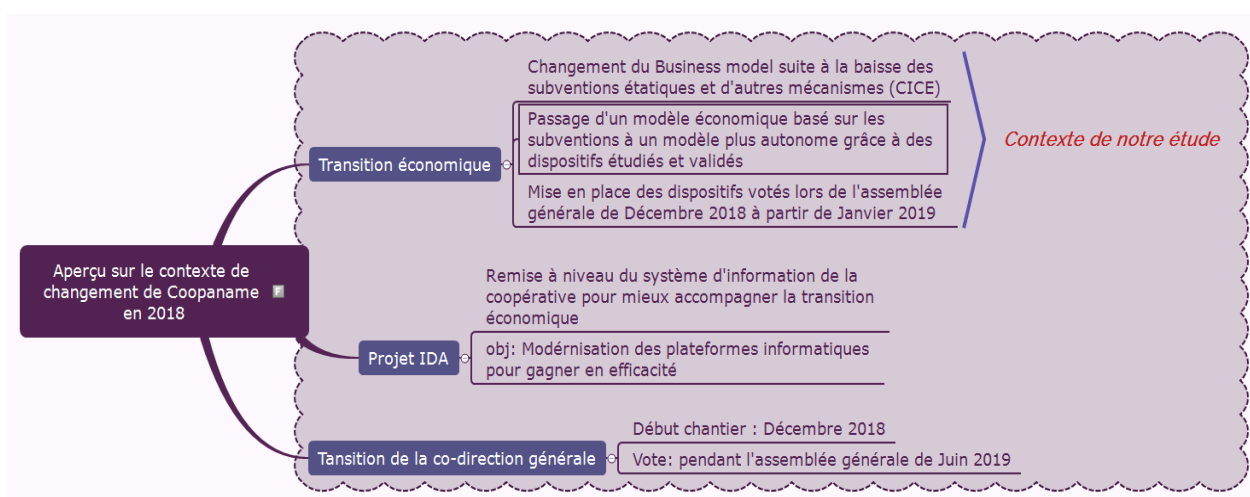 Changement du Business model suite à la baisse des
subventions étatiques et d'autres mécanismes (CICE)
Passage d'un modèle économique basé sur les
subventions à un modèle plus autonome grâce à des
dispositifs étudiés et validés
Contexte de notre étude
Transition économique
Mise en place des dispositifs votés lors de l'assemblée
générale de Décembre 2018 à partir de Janvier 2019
Aperçu sur le contexte de
changement de Coopaname
en 2018
F
Remise à niveau du système d'information de la
coopérative pour mieux accompagner la transition
économique
Projet IDA
obj: Modérnisation des plateformes informatiques
pour gagner en efficacité
Tansition de la co-direction générale
Début chantier : Décembre 2018
Vote: pendant l'assemblée générale de Juin 2019